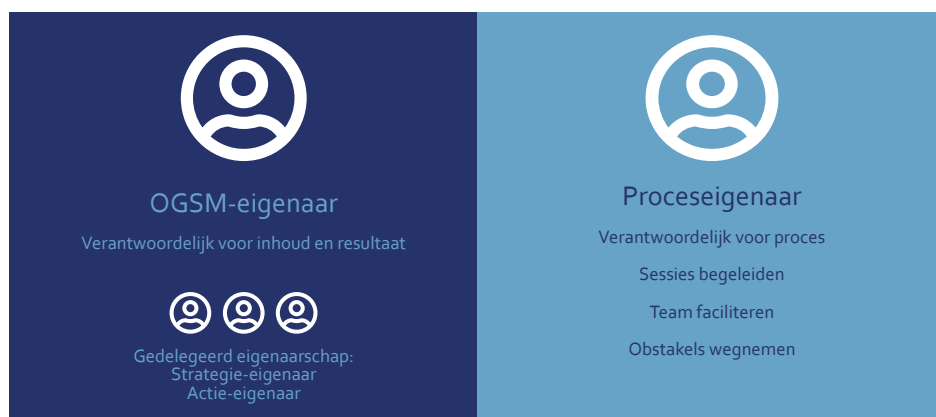 OGSM-eigenaar
Verantwoordelijk voor inhoud en resultaat
Gedelegeerd eigenaarschap:
Strategie-eigenaar
Actie-eigenaar
Proceseigenaar
Verantwoordelijk voor proces
Sessies begeleiden
Team faciliteren
Obstakels wegnemen